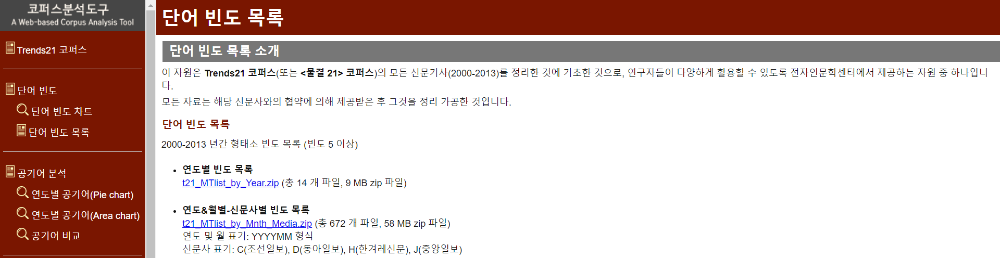 코퍼스분석도구
A Web-based Corpus Analysis Tool
Trends21 코퍼스
단어 빈도
단어 빈도 차트
단어 빈도 목록
공기어 분석
연도별 공기어(Pie chart)
연도별 공기어(Area chart)
공기어 비교
단어 빈도 목록
단어 빈도 목록 소개
이 자원은 Trends21 코퍼스(또는 <물결 21> 코퍼스)의 모든 신문기사(2000-2013)를 정리한 것에 기초한 것으로, 연구자들이 다양하게 활용할 수 있도록 전자인문학센터에서 제공하는 자원 중 하나입니
다.
모든 자료는 해당 신문사와의 협약에 의해 제공받은 후 그것을 정리 가공한 것입니다.
단어 빈도 목록
2000-2013 년간 형태소 빈도 목록 (빈도 5 이상)
• 연도별 빈도 목록
t21_MTlist_by_Year.zip (총 14 개 파일, 9 MB zip 파일)
• 연도&월별-신문사별 빈도 목록
t21_MTlist_by_Mnth_Media.zip (총 672 개 파일, 58 MB zip 파일)
연도 및 월 표기: YYYYMM 형식
신문사 표기: C(조선일보), D(동아일보), H(한겨레신문), J(중앙일보)